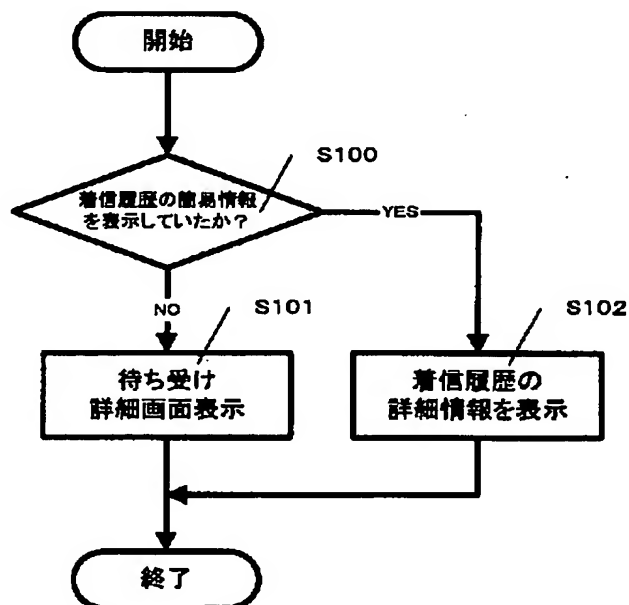 開始
S100
着信履歴の簡易情報
を表示していたか？
YES
NO
S101
S102
待ち受け
詳細画面表示
着信履歴の
詳細情報を表示
終了